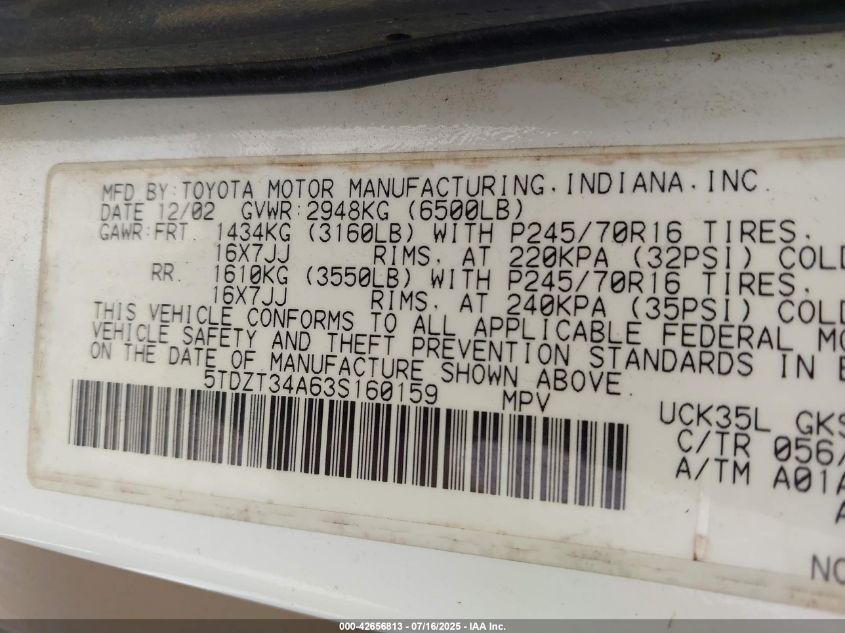 MFD BY:TOYOTA MOTOR MANUFACTURING, INDIANA, INC.
DATE 12/02 GVWR:2948KG (6500LB)
GAWR:FRT. 1434KG (3160LB) WITH P245/70R16 TIRES,
16X7JJ RIMS, AT 220KPA (32PSI) COLD
RR. 1610KG (3550LB) WITH P245/70R16 TIRES,
16X7JJ RIMS, AT 240KPA (35PSI) COLD
THIS VEHICLE CONFORMS TO ALL APPLICABLE FEDERAL MO
VEHICLE SAFETY AND THEFT PREVENTION STANDARDS IN E
ON THE DATE OF MANUFACTURE SHOWN ABOVE.
5TDZT34A63S160159 MPV
UCK35L GKS
C/TR 056/
A/TM A01A
A
NO
000-42656813 - 07/16/2025 - IAA Inc.